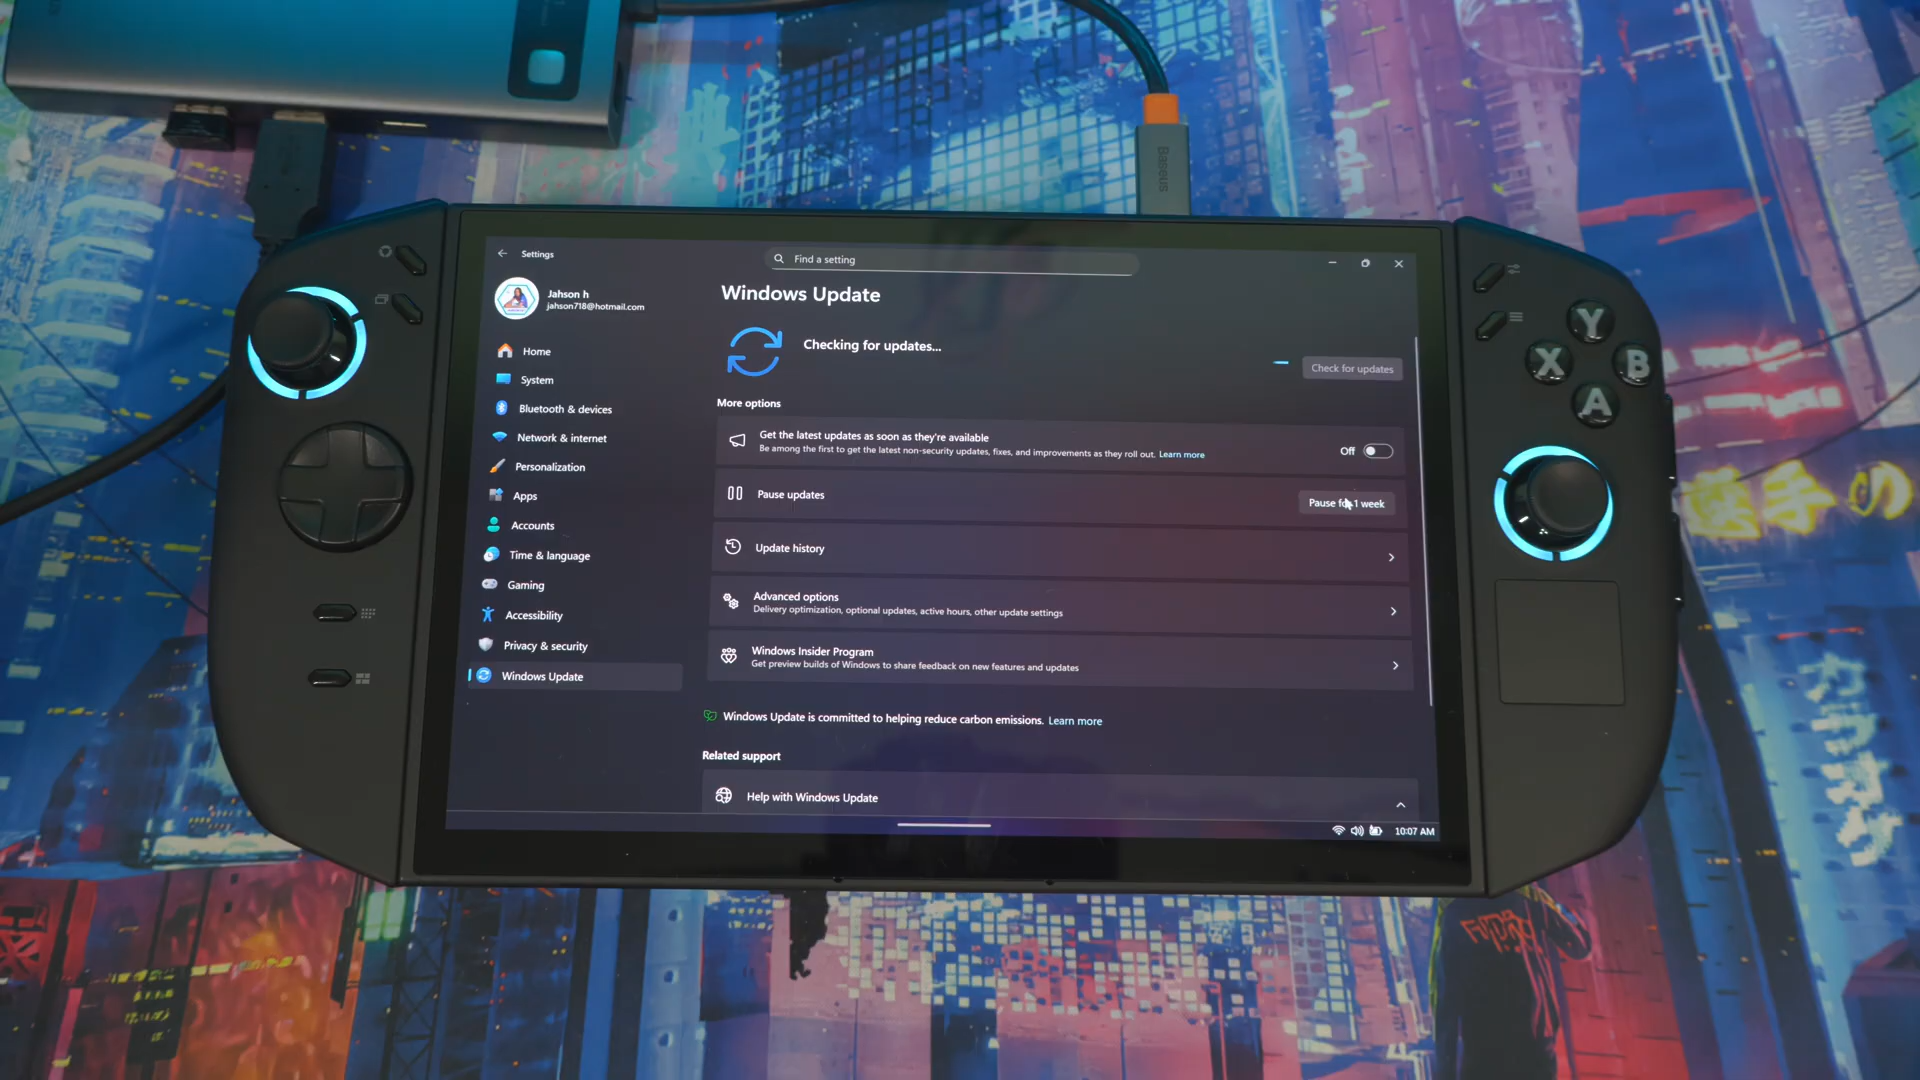 Baseus
Settings
Find a setting
Jahson h
jahson718@hotmail.com
Windows Update
Checking for updates...
Check for updates
Home
System
Bluetooth & devices
Network & internet
Personalization
Apps
Accounts
Time & language
Gaming
Accessibility
Privacy & security
Windows Update
More options
Get the latest updates as soon as they're available
Be among the first to get the latest non-security updates, fixes, and improvements as they roll out. Learn more
Off
Pause updates
Pause for 1 week
Update history
Advanced options
Delivery optimization, optional updates, active hours, other update settings
Windows Insider Program
Get preview builds of Windows to share feedback on new features and updates
Windows Update is committed to helping reduce carbon emissions. Learn more
Related support
Help with Windows Update
10:07 AM
Y
X
B
A